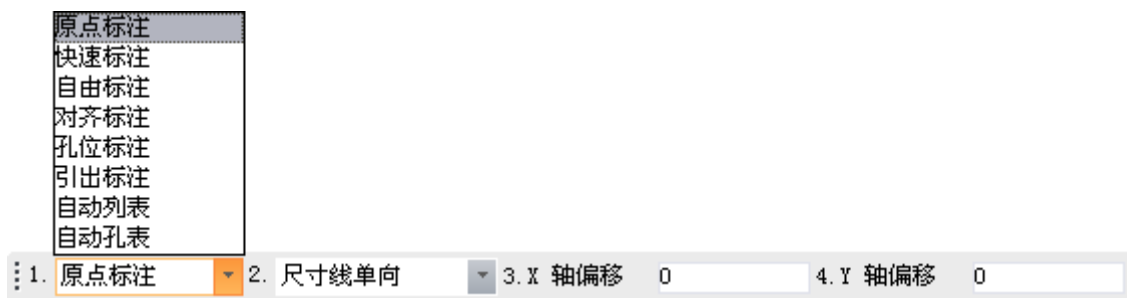 原点标注
快速标注
自由标注
对齐标注
孔位标注
引出标注
自动列表
自动孔表
1. 原点标注 2. 尺寸线单向 3.X 轴偏移 0 4.Y 轴偏移 0